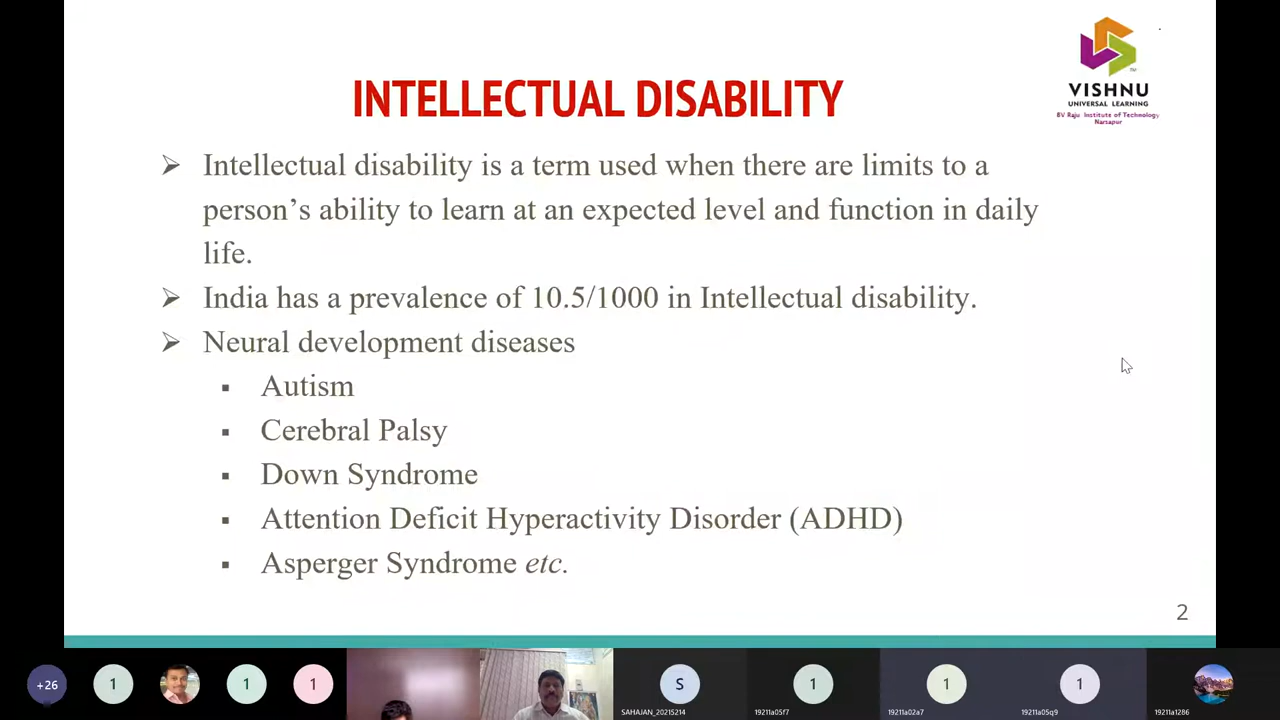 VISHNU
UNIVERSAL LEARNING
BV Raju Institute of Technology
Narsapur
INTELLECTUAL DISABILITY
Intellectual disability is a term used when there are limits to a
person’s ability to learn at an expected level and function in daily
life.
India has a prevalence of 10.5/1000 in Intellectual disability.
Neural development diseases
Autism
Cerebral Palsy
Down Syndrome
Attention Deficit Hyperactivity Disorder (ADHD)
Asperger Syndrome etc.
2
+26
1
1
1
S
1
1
1
SAHAJAN_20215214
19211a05f7
19211a02a7
19211a05q9
19211a1286